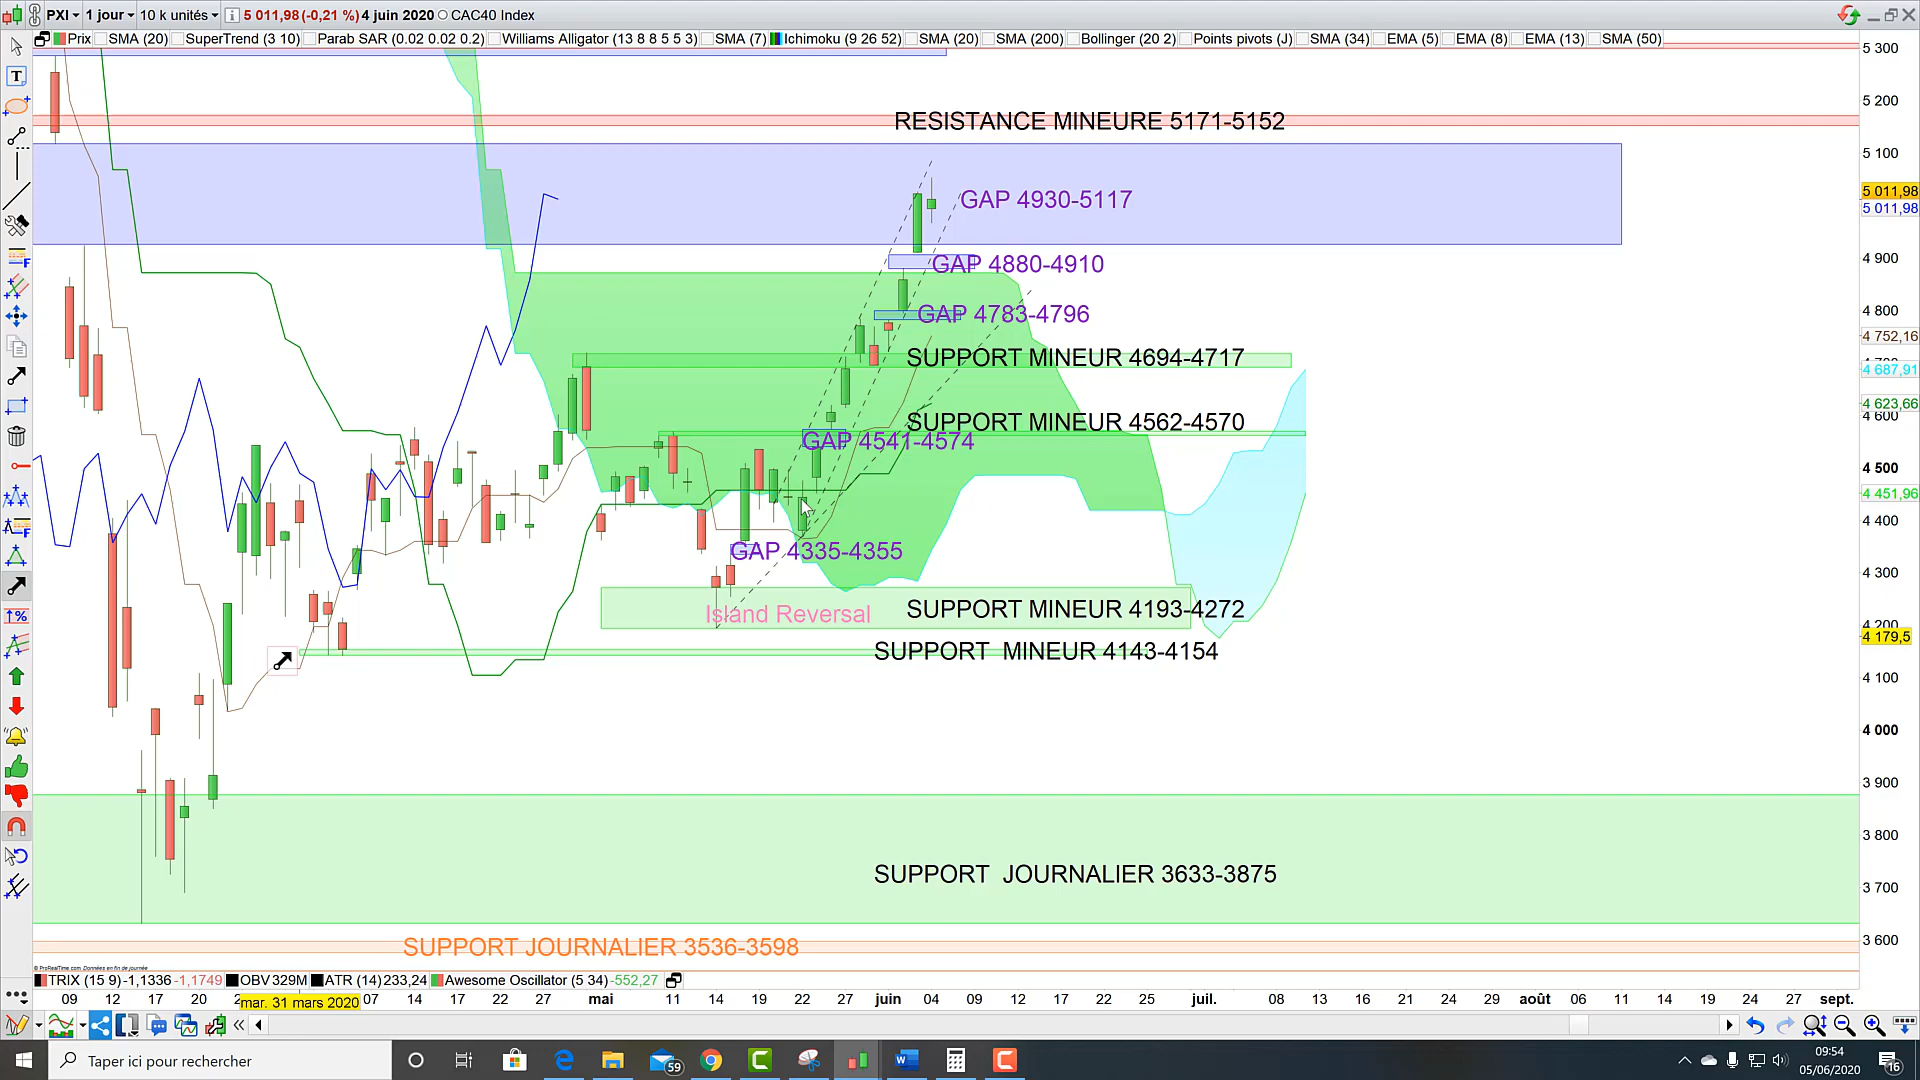 PXI 1 jour 10 k unités 5 011,98 (-0,21 %) 4 juin 2020 CAC40 Index
Prix SMA (20) SuperTrend (3 10) Parab SAR (0.02 0.02 0.2) Williams Alligator (13 8 8 5 5 3) SMA (7) Ichimoku (9 26 52) SMA (20) SMA (200) Bollinger (20 2) Points pivots (J) SMA (34) EMA (5) EMA (8) EMA (13) SMA (50)
5 300
5 200
RESISTANCE MINEURE 5171-5152
5 100
5 011,98
GAP 4930-5117
5 011,98
4 900
GAP 4880-4910
4 800
GAP 4783-4796
4 752,16
SUPPORT MINEUR 4694-4717
4 687,91
4 623,66
4 600
SUPPORT MINEUR 4562-4570
GAP 4541-4574
4 500
4 451,96
4 400
GAP 4335-4355
4 300
Island Reversal
SUPPORT MINEUR 4193-4272
4 200
4 179,5
SUPPORT MINEUR 4143-4154
4 100
4 000
3 900
3 800
SUPPORT JOURNALIER 3633-3875
3 700
SUPPORT JOURNALIER 3536-3598
3 600
© ProRealTime.com Données en fin de journée
TRIX (15 9) -1,1336 -1,1749 OBV 329M ATR (14) 233,24 Awesome Oscillator (5 34) -552,27
09 12 17 20 mar. 31 mars 2020 07 14 17 22 27 mai 11 14 19 22 27 juin 04 09 12 17 22 25 juil. 08 13 16 21 24 29 août 06 11 14 19 24 27 sept.
Taper ici pour rechercher
59
09:54
05/06/2020
16